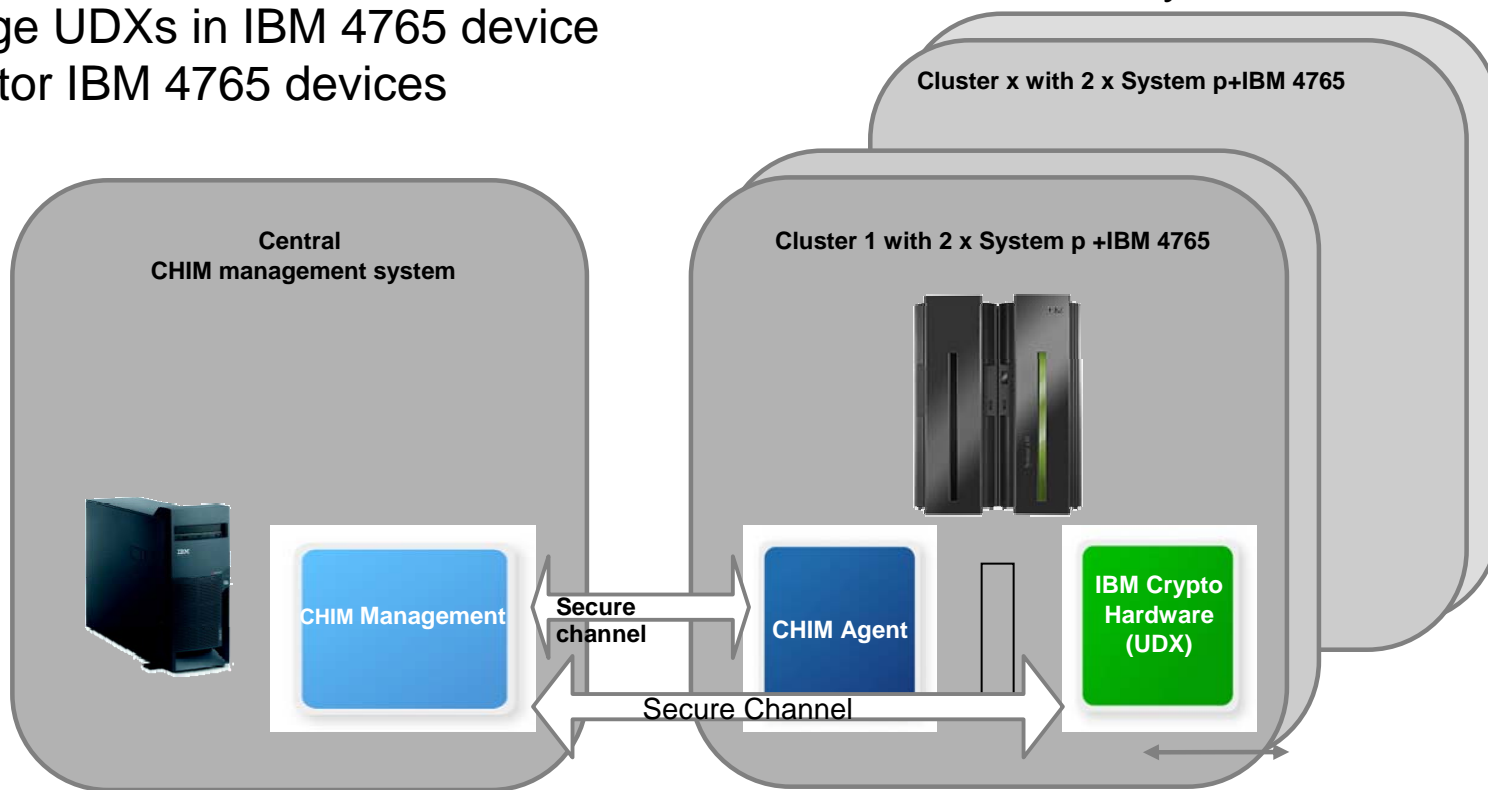 ge UDXs in IBM 4765 device
tor IBM 4765 devices
Cluster x with 2 x System p+IBM 4765
Central
CHIM management system
Cluster 1 with 2 x System p +IBM 4765
CHIM Management
Secure
channel
CHIM Agent
IBM Crypto
Hardware
(UDX)
Secure Channel